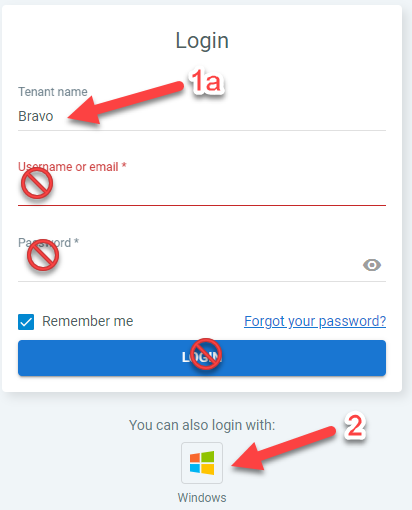 Login
1a
Tenant name
Bravo
Username or email *
Password *
Remember me
Forgot your password?
LOGIN
You can also login with:
2
Windows